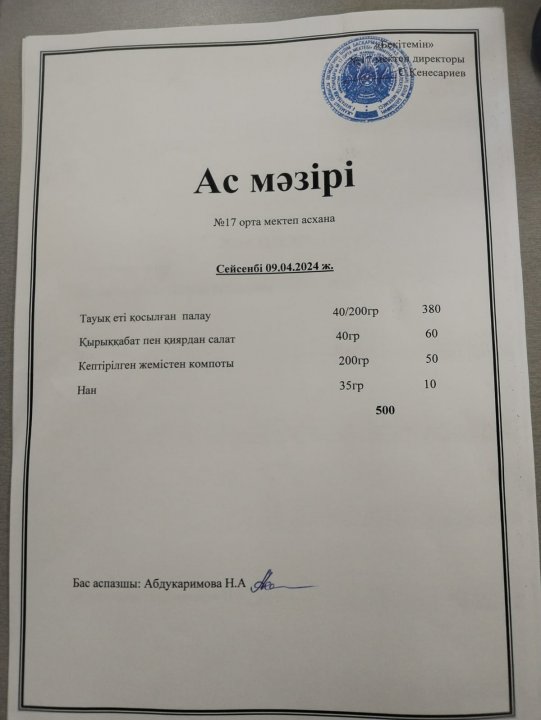 «Бекітемін»
№17 мектеп директоры
С.Кенесариев
Ас мәзірі
№17 орта мектеп асхана
Сейсенбі 09.04.2024 ж.
Тауық еті қосылған палау 40/200гр 380
Қырыққабат пен қиярдан салат 40гр 60
Кептірілген жемістен компоты 200гр 50
Нан 35гр 10
500
Бас аспазшы: Абдукаримова Н.А